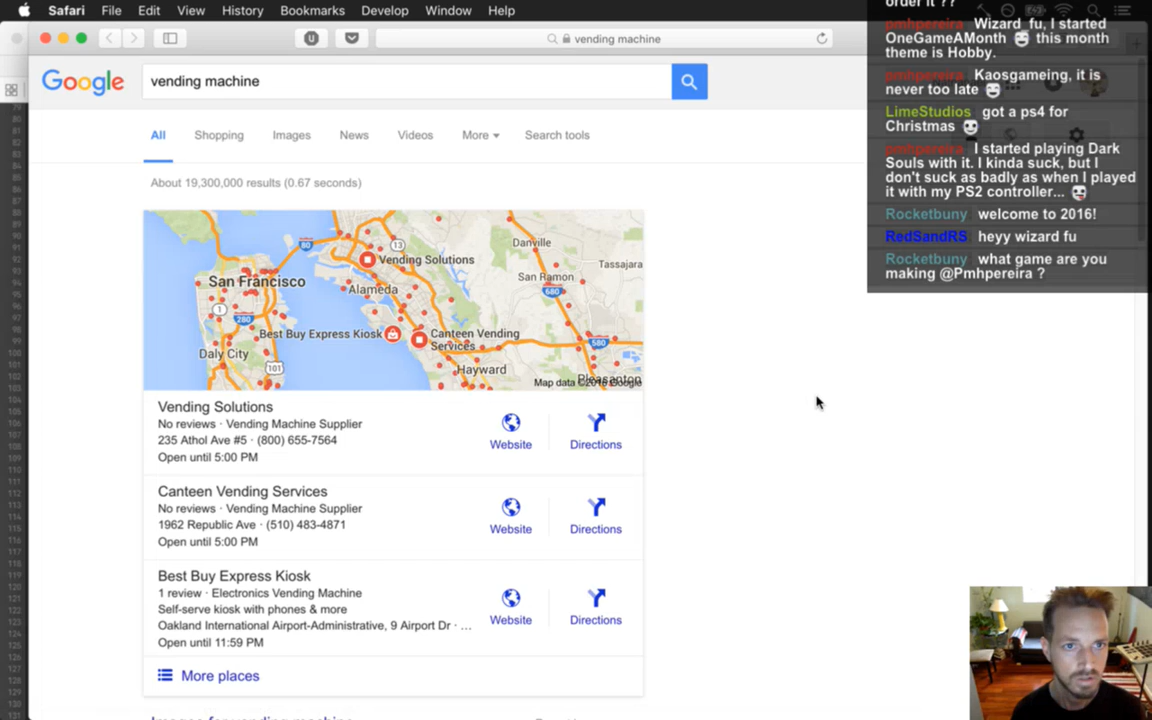 Safari File Edit View History Bookmarks Develop Window Help
vending machine
Google
vending machine
All Shopping Images News Videos More Search tools
About 19,300,000 results (0.67 seconds)
Danville
Vending Solutions
Tassajara
San Francisco
San Ramon
Alameda
Best Buy Express Kiosk
Canteen Vending
Services
Daly City
Hayward
Pleasanton
80
13
1
280
680
580
101
Map data ©2016 Google
Vending Solutions
No reviews · Vending Machine Supplier
235 Athol Ave #5 · (800) 655-7564
Open until 5:00 PM
Website Directions
Canteen Vending Services
No reviews · Vending Machine Supplier
1962 Republic Ave · (510) 483-4871
Open until 5:00 PM
Website Directions
Best Buy Express Kiosk
1 review · Electronics Vending Machine
Self-serve kiosk with phones & more
Oakland International Airport-Administrative, 9 Airport Dr · ...
Open until 11:59 PM
Website Directions
More places
Images for vending machine
order it ??
pmhpereira Wizard_fu, I started
OneGameAMonth this month
theme is Hobby.
pmhpereira Kaosgameing, it is
never too late
LimeStudios got a ps4 for
Christmas
pmhpereira I started playing Dark
Souls with it. I kinda suck, but I
don't suck as badly as when I played
it with my PS2 controller...
Rocketbuny welcome to 2016!
RedSandRS heyy wizard fu
Rocketbuny what game are you
making @Pmhpereira ?